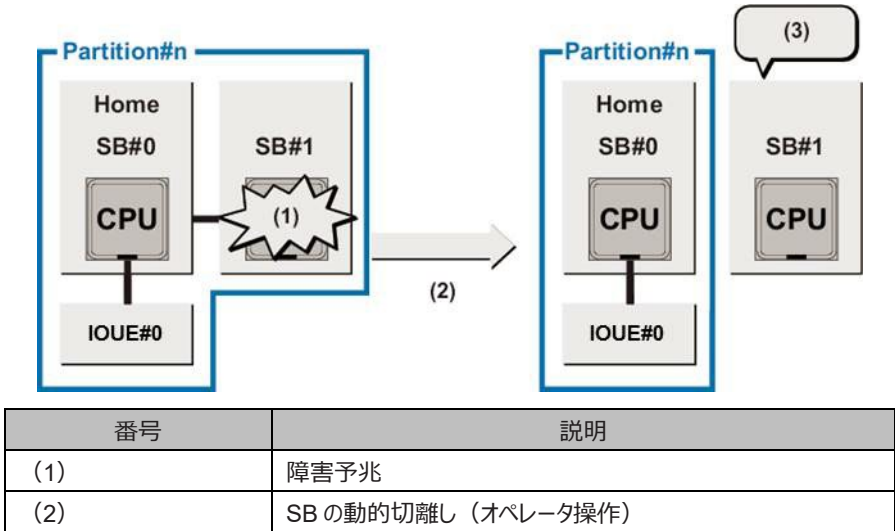 (3)
Partition#n
Partition#n
Home
SB#0
SB#1
CPU
(1)
IOUE#0
(2)
Home
SB#0
SB#1
CPU
CPU
IOUE#0
番号 説明
（1） 障害予兆
（2） SB の動的切離し（オペレータ操作）